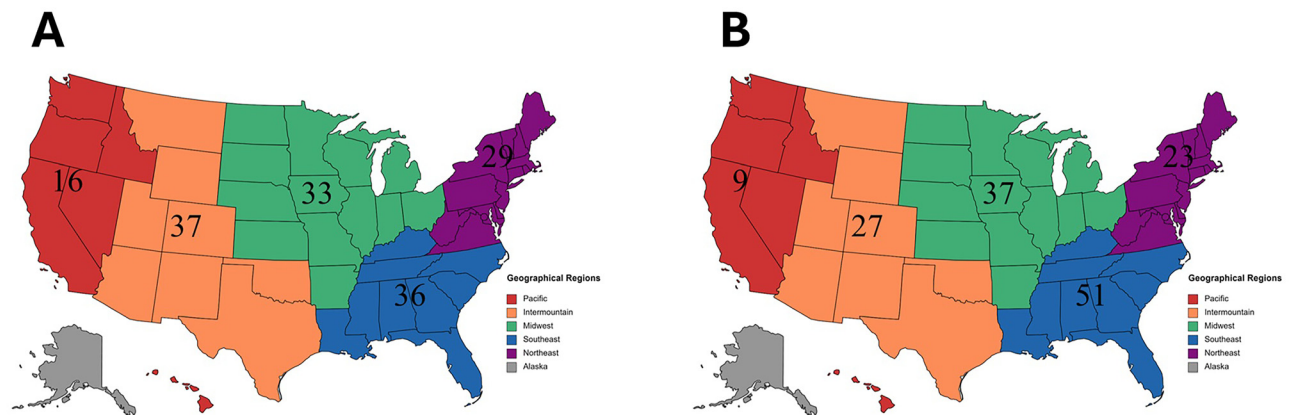 A
16
37
33
29
36
Geographical Regions
Pacific
Intermountain
Midwest
Southeast
Northeast
Alaska
B
9
27
37
23
51
Geographical Regions
Pacific
Intermountain
Midwest
Southeast
Northeast
Alaska